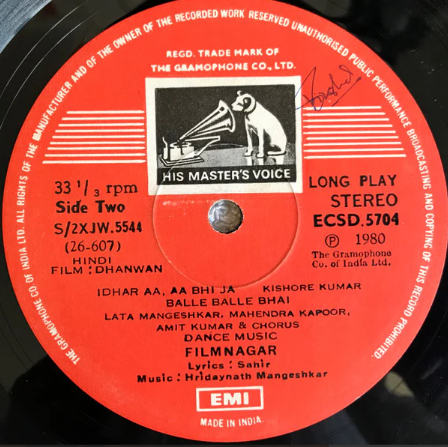 THE GRAMOPHONE CO. OF INDIA LTD. ALL RIGHTS OF THE MANUFACTURER AND OF THE OWNER OF THE RECORDED WORK RESERVED UNAUTHORISED PUBLIC PERFORMANCE BROADCASTING AND COPYING OF THIS RECORD PROHIBITED.
REGD. TRADE MARK OF
THE GRAMOPHONE CO., LTD.
HIS MASTER'S VOICE
33 1/3 rpm
Side Two
S/2XJW.5544
(26-607)
HINDI
FILM : DHANWAN
LONG PLAY
STEREO
ECSD.5704
Ⓟ 1980
The Gramophone
Co. of India Ltd.
IDHAR AA, AA BHI JA KISHORE KUMAR
BALLE BALLE BHAI
LATA MANGESHKAR, MAHENDRA KAPOOR,
AMIT KUMAR & CHORUS
DANCE MUSIC
FILMNAGAR
Lyrics : Sahir
Music : Hridaynath Mangeshkar
EMI
MADE IN INDIA.